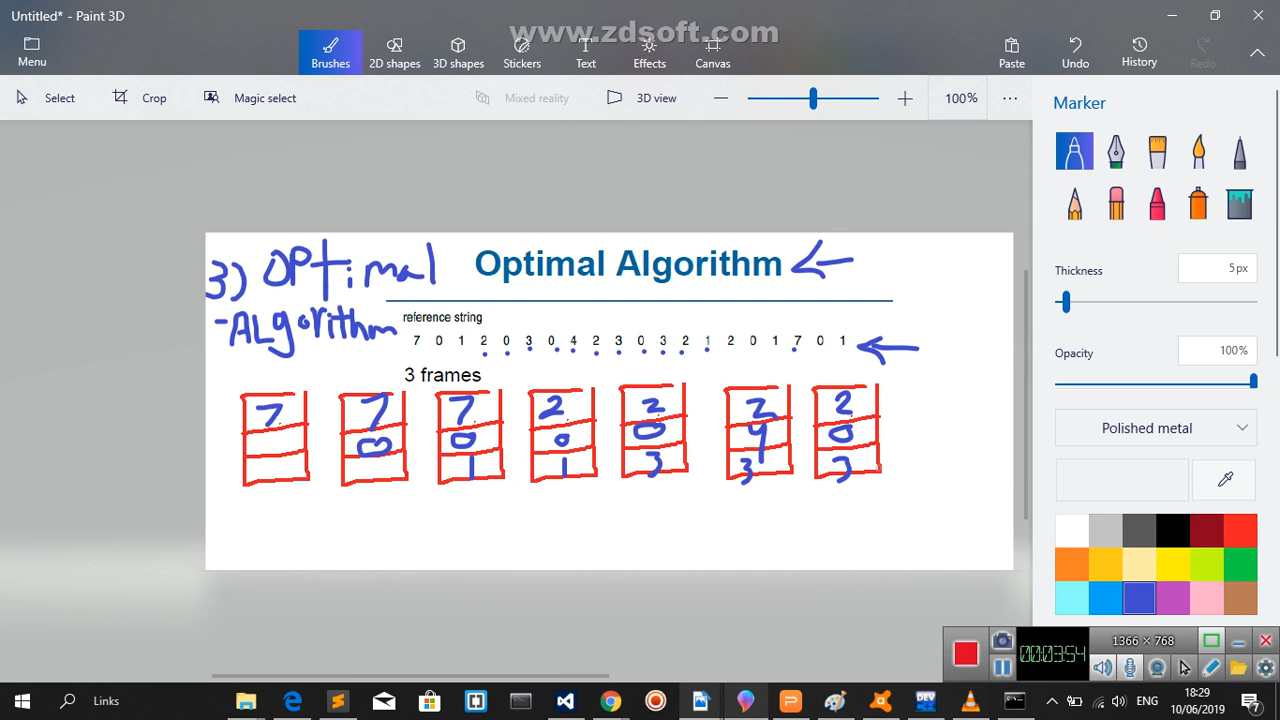 Untitled* - Paint 3D
www.zdsoft.com
Menu
Brushes
2D shapes
3D shapes
Stickers
Text
Effects
Canvas
Paste
Undo
History
Redo
Select
Crop
Magic select
Mixed reality
3D view
100%
Marker
Thickness
5px
Opacity
100%
Polished metal
3) OPtimal
-ALgorithm
Optimal Algorithm
reference string
7 0 1 2 0 3 0 4 2 3 0 3 2 1 2 0 1 7 0 1
3 frames
7 7 7 2 2 2 2
0 0 0 0 4 0
1 1 3 3 3
1366 × 768
00:03:54
Links
DEV
ENG
18:29
10/06/2019
7